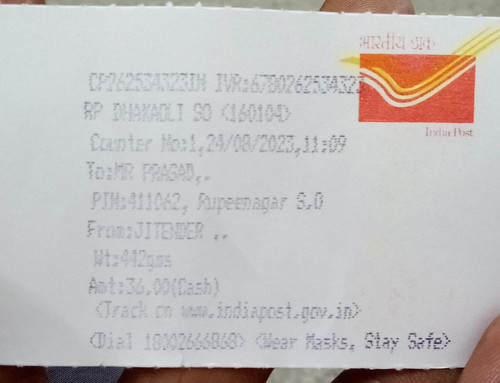 भारतीय डाक
India Post
CP262534323IN IVR:6780262534323
RP DHAKAOLI SO <160104>
Counter No:1,24/08/2023,11:09
To:MR PRAGAD,.
PIN:411062, Rupeenagar S.O
From:JITENDER ,.
Wt:442gms
Amt:36.00(Cash)
<Track on www.indiapost.gov.in>
<Dial 18002666868> <Wear Masks, Stay Safe>